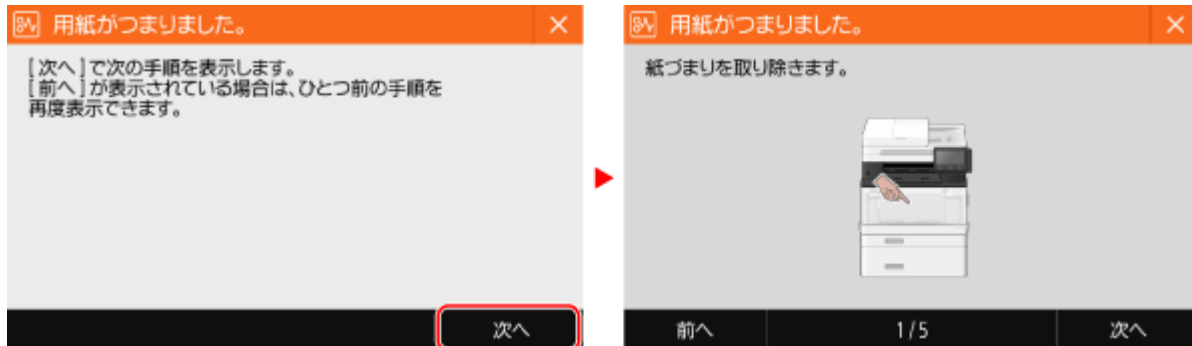 用紙がつまりました。
[次へ]で次の手順を表示します。
[前へ]が表示されている場合は、ひとつ前の手順を
再度表示できます。
次へ
用紙がつまりました。
紙づまりを取り除きます。
前へ
1/5
次へ